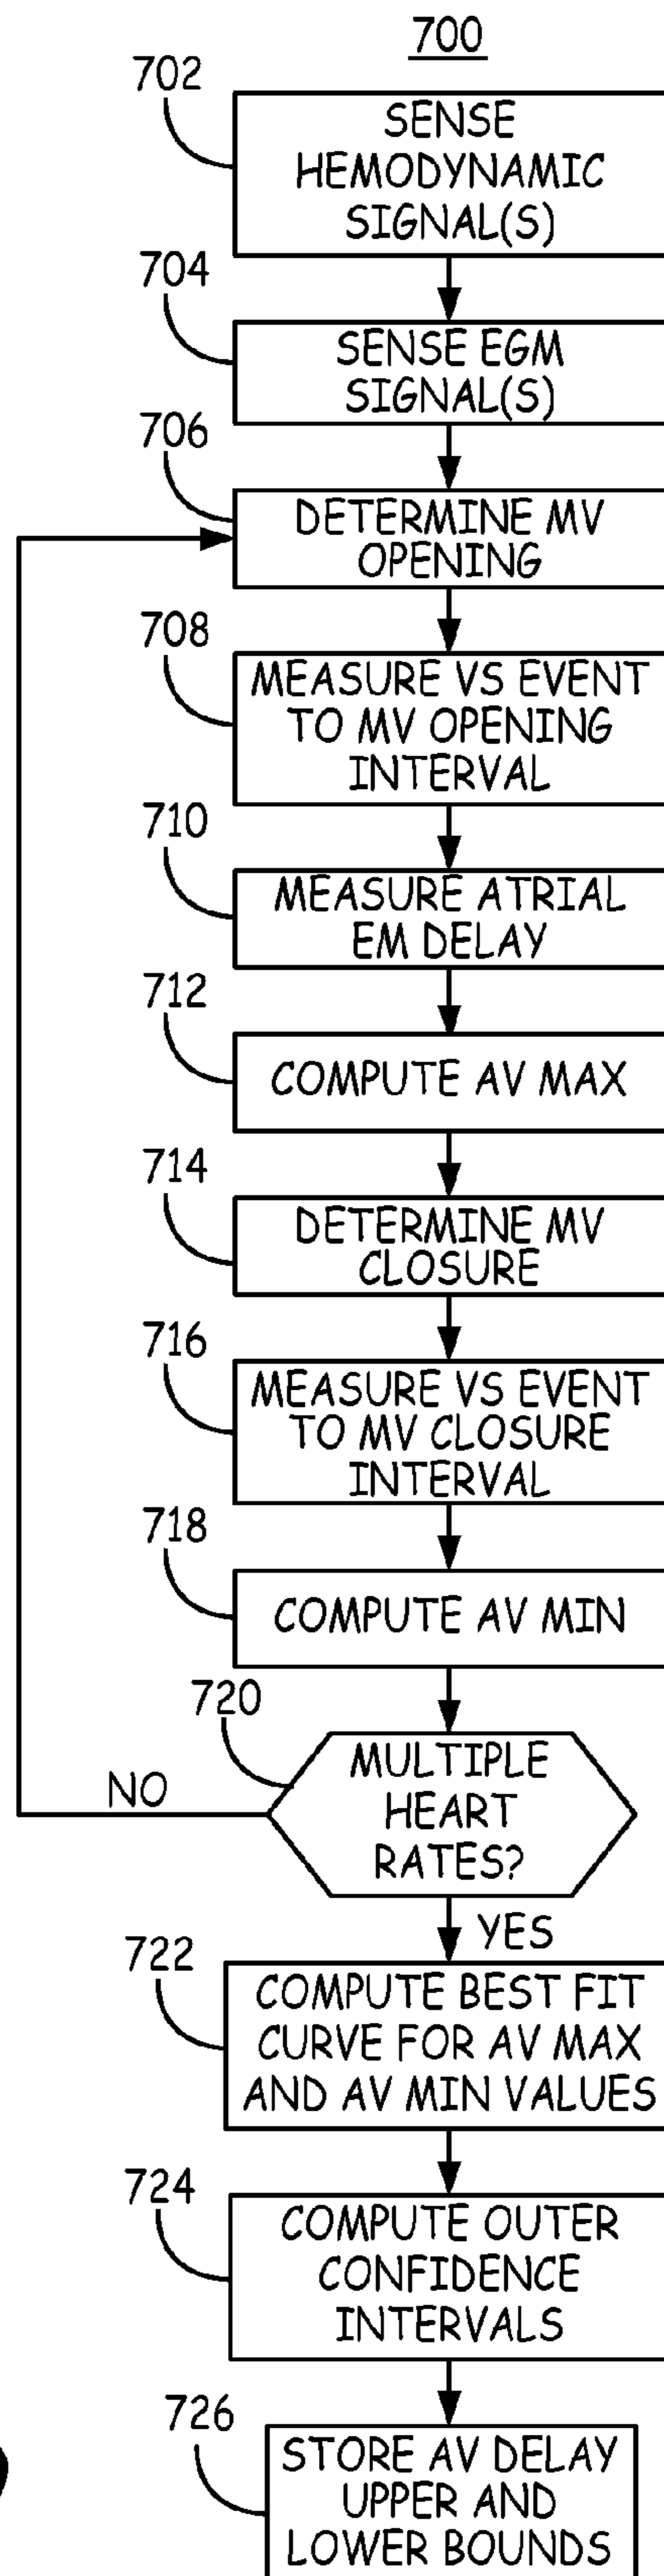 700
702
SENSE
HEMODYNAMIC
SIGNAL(S)
704
SENSE EGM
SIGNAL(S)
706
DETERMINE MV
OPENING
708
MEASURE VS EVENT
TO MV OPENING
INTERVAL
710
MEASURE ATRIAL
EM DELAY
712
COMPUTE AV MAX
714
DETERMINE MV
CLOSURE
716
MEASURE VS EVENT
TO MV CLOSURE
INTERVAL
718
COMPUTE AV MIN
720
MULTIPLE
HEART
RATES?
NO
YES
722
COMPUTE BEST FIT
CURVE FOR AV MAX
AND AV MIN VALUES
724
COMPUTE OUTER
CONFIDENCE
INTERVALS
726
STORE AV DELAY
UPPER AND
LOWER BOUNDS